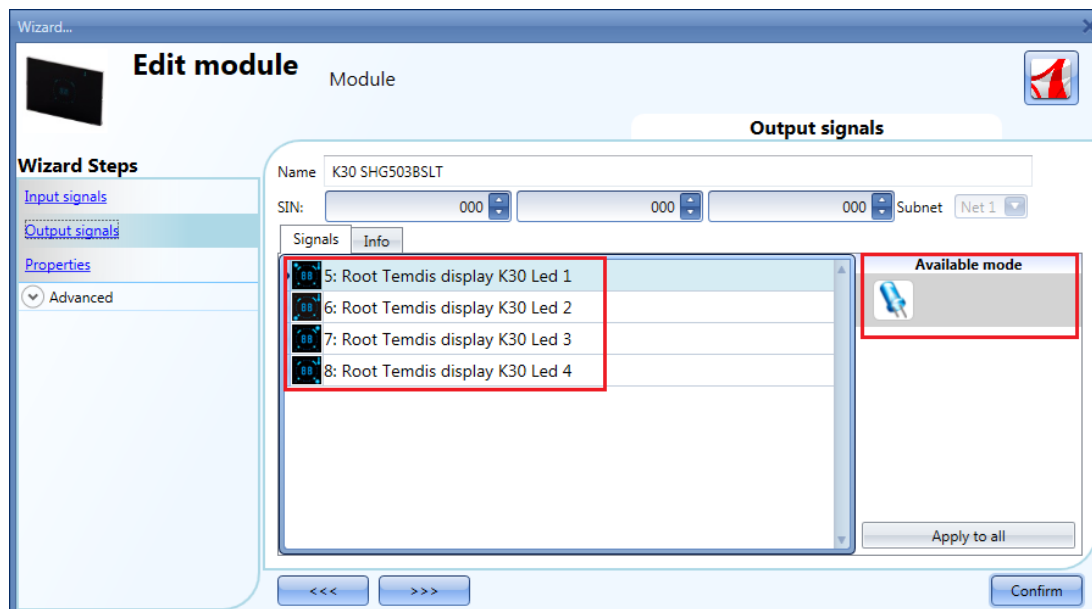 Wizard...
Edit module
Module
Output signals
Wizard Steps
Input signals
Output signals
Properties
Advanced
Name K30 SHG503BSLT
SIN: 000 000 000 Subnet Net 1
Signals Info
5: Root Temdis display K30 Led 1
6: Root Temdis display K30 Led 2
7: Root Temdis display K30 Led 3
8: Root Temdis display K30 Led 4
Available mode
Apply to all
<<< >>> Confirm